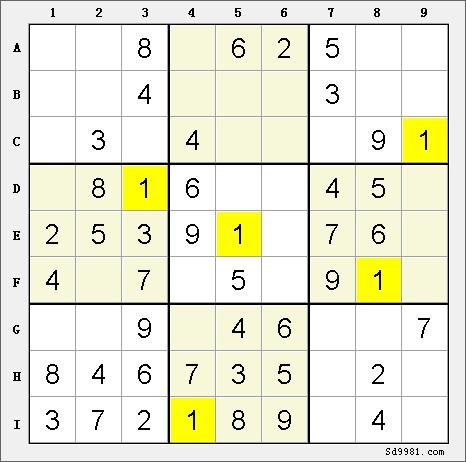 1 2 3 4 5 6 7 8 9
A 8 6 2 5
B 4 3
C 3 4 9 1
D 8 1 6 4 5
E 2 5 3 9 1 7 6
F 4 7 5 9 1
G 9 4 6 7
H 8 4 6 7 3 5 2
I 3 7 2 1 8 9 4
Sd9981.com